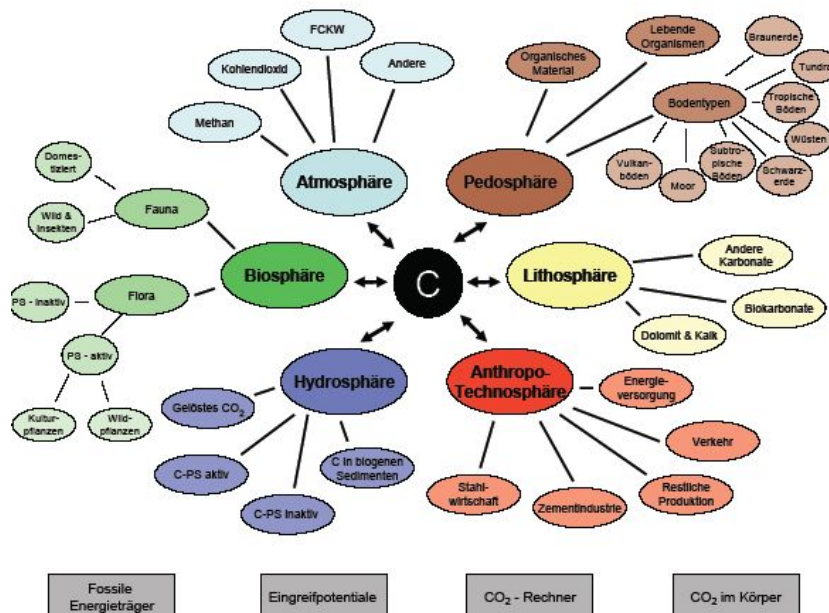 FCKW
Kohlendioxid
Andere
Methan
Atmosphäre
Organisches
Material
Lebende
Organismen
Bodentypen
Braunerde
Tundra
Tropische
Böden
Wüsten
Schwarz-
erde
Subtro-
pische
Böden
Moor
Vulkan-
böden
Pedosphäre
Domes-
tiziert
Wild &
Insekten
Fauna
Biosphäre
PS - inaktiv
Flora
PS - aktiv
Kultur-
pflanzen
Wild-
pflanzen
C
Lithosphäre
Andere
Karbonate
Biokarbonate
Dolomit & Kalk
Hydrosphäre
Gelöstes CO₂
C-PS aktiv
C-PS inaktiv
C in biogenen
Sedimenten
Anthropo-
Technosphäre
Energie-
versorgung
Verkehr
Restliche
Produktion
Zementindustrie
Stahl-
wirtschaft
Fossile
Energieträger
Eingreifpotentiale
CO₂ - Rechner
CO₂ im Körper